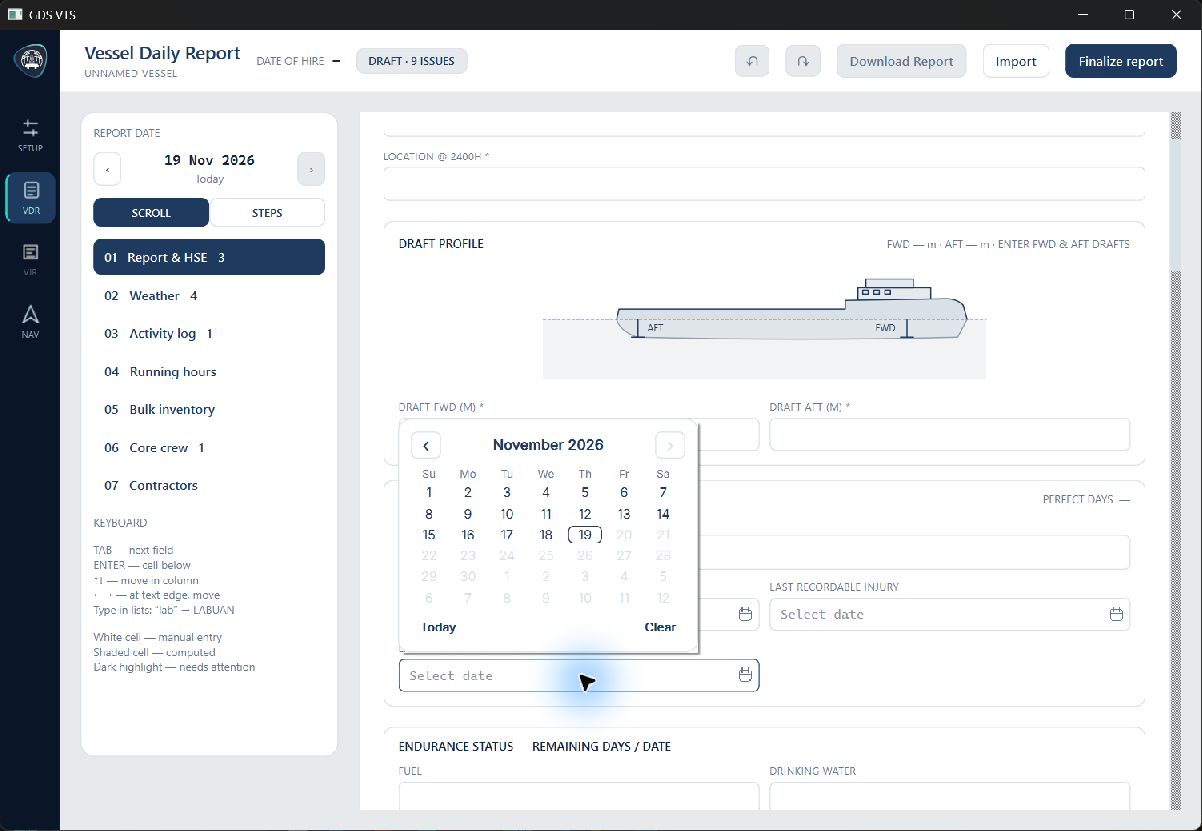 GDS VTS
Vessel Daily Report
UNNAMED VESSEL
DATE OF HIRE —
DRAFT · 9 ISSUES
Download Report
Import
Finalize report
SETUP
VDR
VIR
NAV
REPORT DATE
‹ 19 Nov 2026 ›
Today
SCROLL STEPS
01 Report & HSE 3
02 Weather 4
03 Activity log 1
04 Running hours
05 Bulk inventory
06 Core crew 1
07 Contractors
KEYBOARD
TAB — next field
ENTER — cell below
↑↓ — move in column
— at text edge, move
Type in lists: “lab” → LABUAN
White cell — manual entry
Shaded cell — computed
Dark highlight — needs attention
LOCATION @ 2400H *
DRAFT PROFILE
FWD — m · AFT — m · ENTER FWD & AFT DRAFTS
AFT FWD
DRAFT FWD (M) * DRAFT AFT (M) *
‹ November 2026 ›
Su Mo Tu We Th Fr Sa
1 2 3 4 5 6 7
8 9 10 11 12 13 14
15 16 17 18 19 20 21
22 23 24 25 26 27 28
29 30 1 2 3 4 5
6 7 8 9 10 11 12
Today Clear
PERFECT DAYS —
LAST RECORDABLE INJURY
Select date
Select date
ENDURANCE STATUS REMAINING DAYS / DATE
FUEL DRINKING WATER